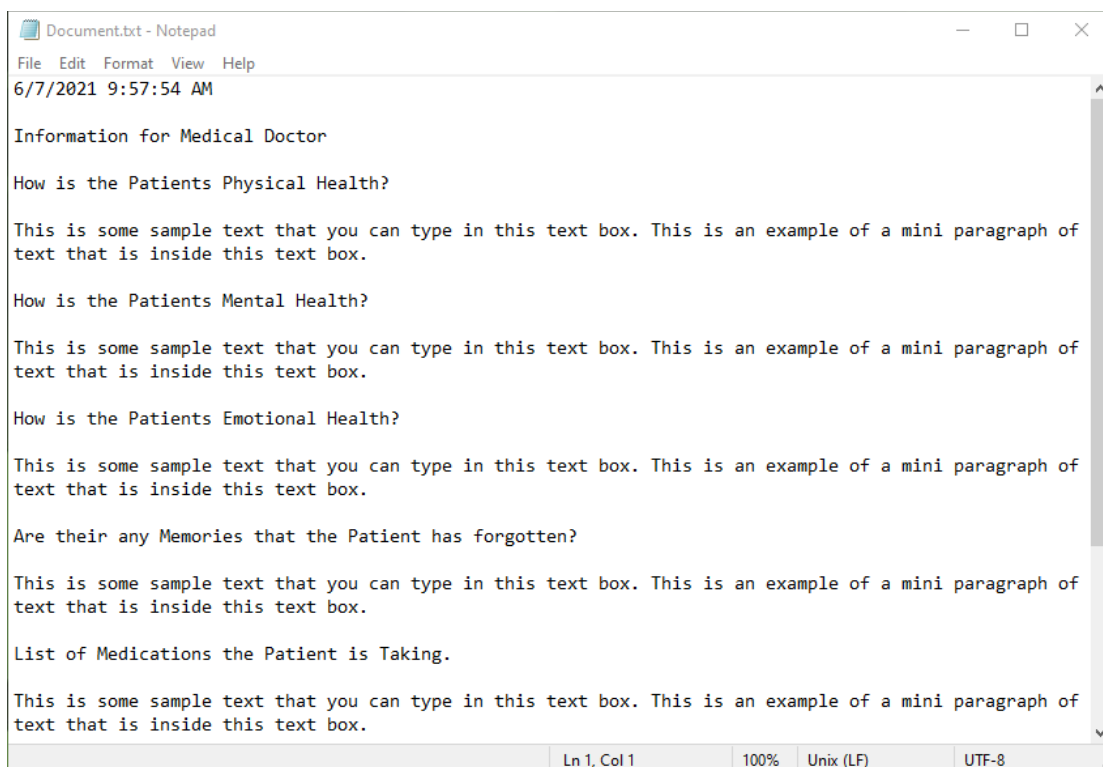 Document.txt - Notepad
File Edit Format View Help
6/7/2021 9:57:54 AM
Information for Medical Doctor
How is the Patients Physical Health?
This is some sample text that you can type in this text box. This is an example of a mini paragraph of
text that is inside this text box.
How is the Patients Mental Health?
This is some sample text that you can type in this text box. This is an example of a mini paragraph of
text that is inside this text box.
How is the Patients Emotional Health?
This is some sample text that you can type in this text box. This is an example of a mini paragraph of
text that is inside this text box.
Are their any Memories that the Patient has forgotten?
This is some sample text that you can type in this text box. This is an example of a mini paragraph of
text that is inside this text box.
List of Medications the Patient is Taking.
This is some sample text that you can type in this text box. This is an example of a mini paragraph of
text that is inside this text box.
Ln 1, Col 1 100% Unix (LF) UTF-8